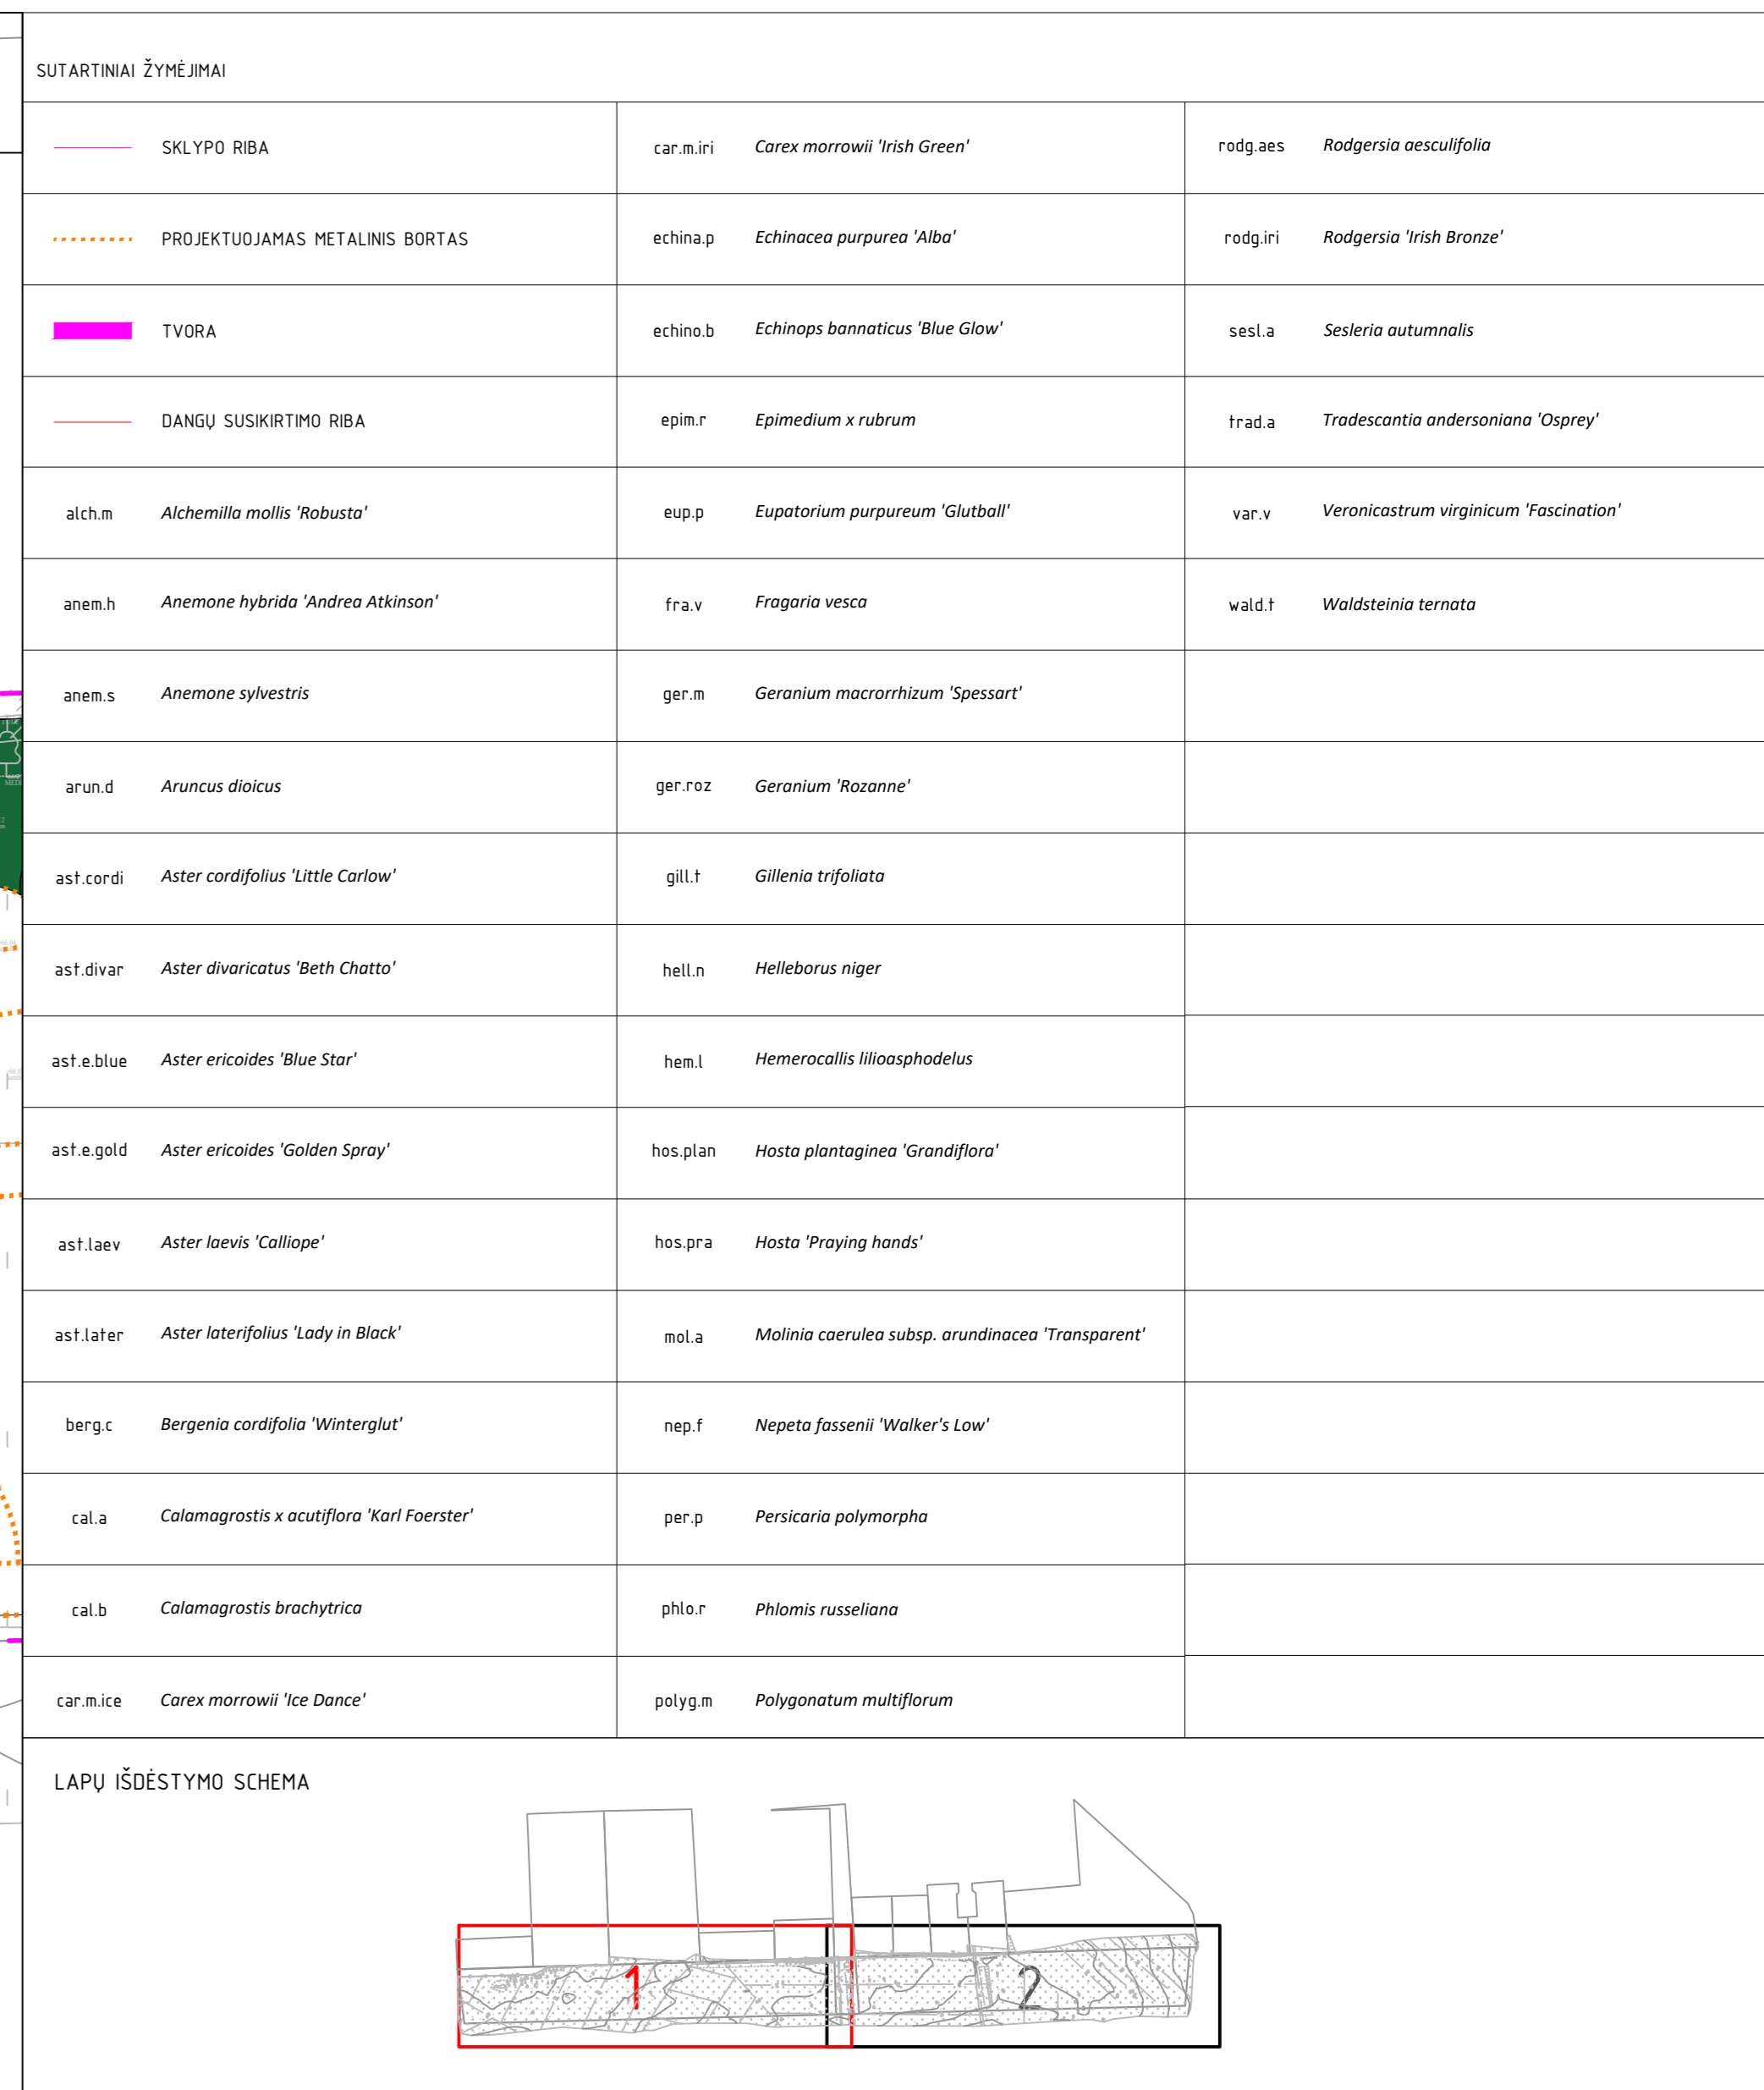 SUTARTINIAI ŽYMĖJIMAI
SKLYPO RIBA
PROJEKTUOJAMAS METALINIS BORTAS
TVORA
DANGŲ SUSIKIRTIMO RIBA
alch.m Alchemilla mollis 'Robusta'
anem.h Anemone hybrida 'Andrea Atkinson'
anem.s Anemone sylvestris
arun.d Aruncus dioicus
ast.cordi Aster cordifolius 'Little Carlow'
ast.divar Aster divaricatus 'Beth Chatto'
ast.e.blue Aster ericoides 'Blue Star'
ast.e.gold Aster ericoides 'Golden Spray'
ast.laev Aster laevis 'Calliope'
ast.later Aster laterifolius 'Lady in Black'
berg.c Bergenia cordifolia 'Winterglut'
cal.a Calamagrostis x acutiflora 'Karl Foerster'
cal.b Calamagrostis brachytrica
car.m.ice Carex morrowii 'Ice Dance'
car.m.iri Carex morrowii 'Irish Green'
echina.p Echinacea purpurea 'Alba'
echino.b Echinops bannaticus 'Blue Glow'
epim.r Epimedium x rubrum
eup.p Eupatorium purpureum 'Glutball'
fra.v Fragaria vesca
ger.m Geranium macrorrhizum 'Spessart'
ger.roz Geranium 'Rozanne'
gill.t Gillenia trifoliata
hell.n Helleborus niger
hem.l Hemerocallis lilioasphodelus
hos.plan Hosta plantaginea 'Grandiflora'
hos.pra Hosta 'Praying hands'
mol.a Molinia caerulea subsp. arundinacea 'Transparent'
nep.f Nepeta fassenii 'Walker's Low'
per.p Persicaria polymorpha
phlo.r Phlomis russeliana
polyg.m Polygonatum multiflorum
rodg.aes Rodgersia aesculifolia
rodg.iri Rodgersia 'Irish Bronze'
sesl.a Sesleria autumnalis
trad.a Tradescantia andersoniana 'Osprey'
var.v Veronicastrum virginicum 'Fascination'
wald.t Waldsteinia ternata
LAPŲ IŠDĖSTYMO SCHEMA
1
2